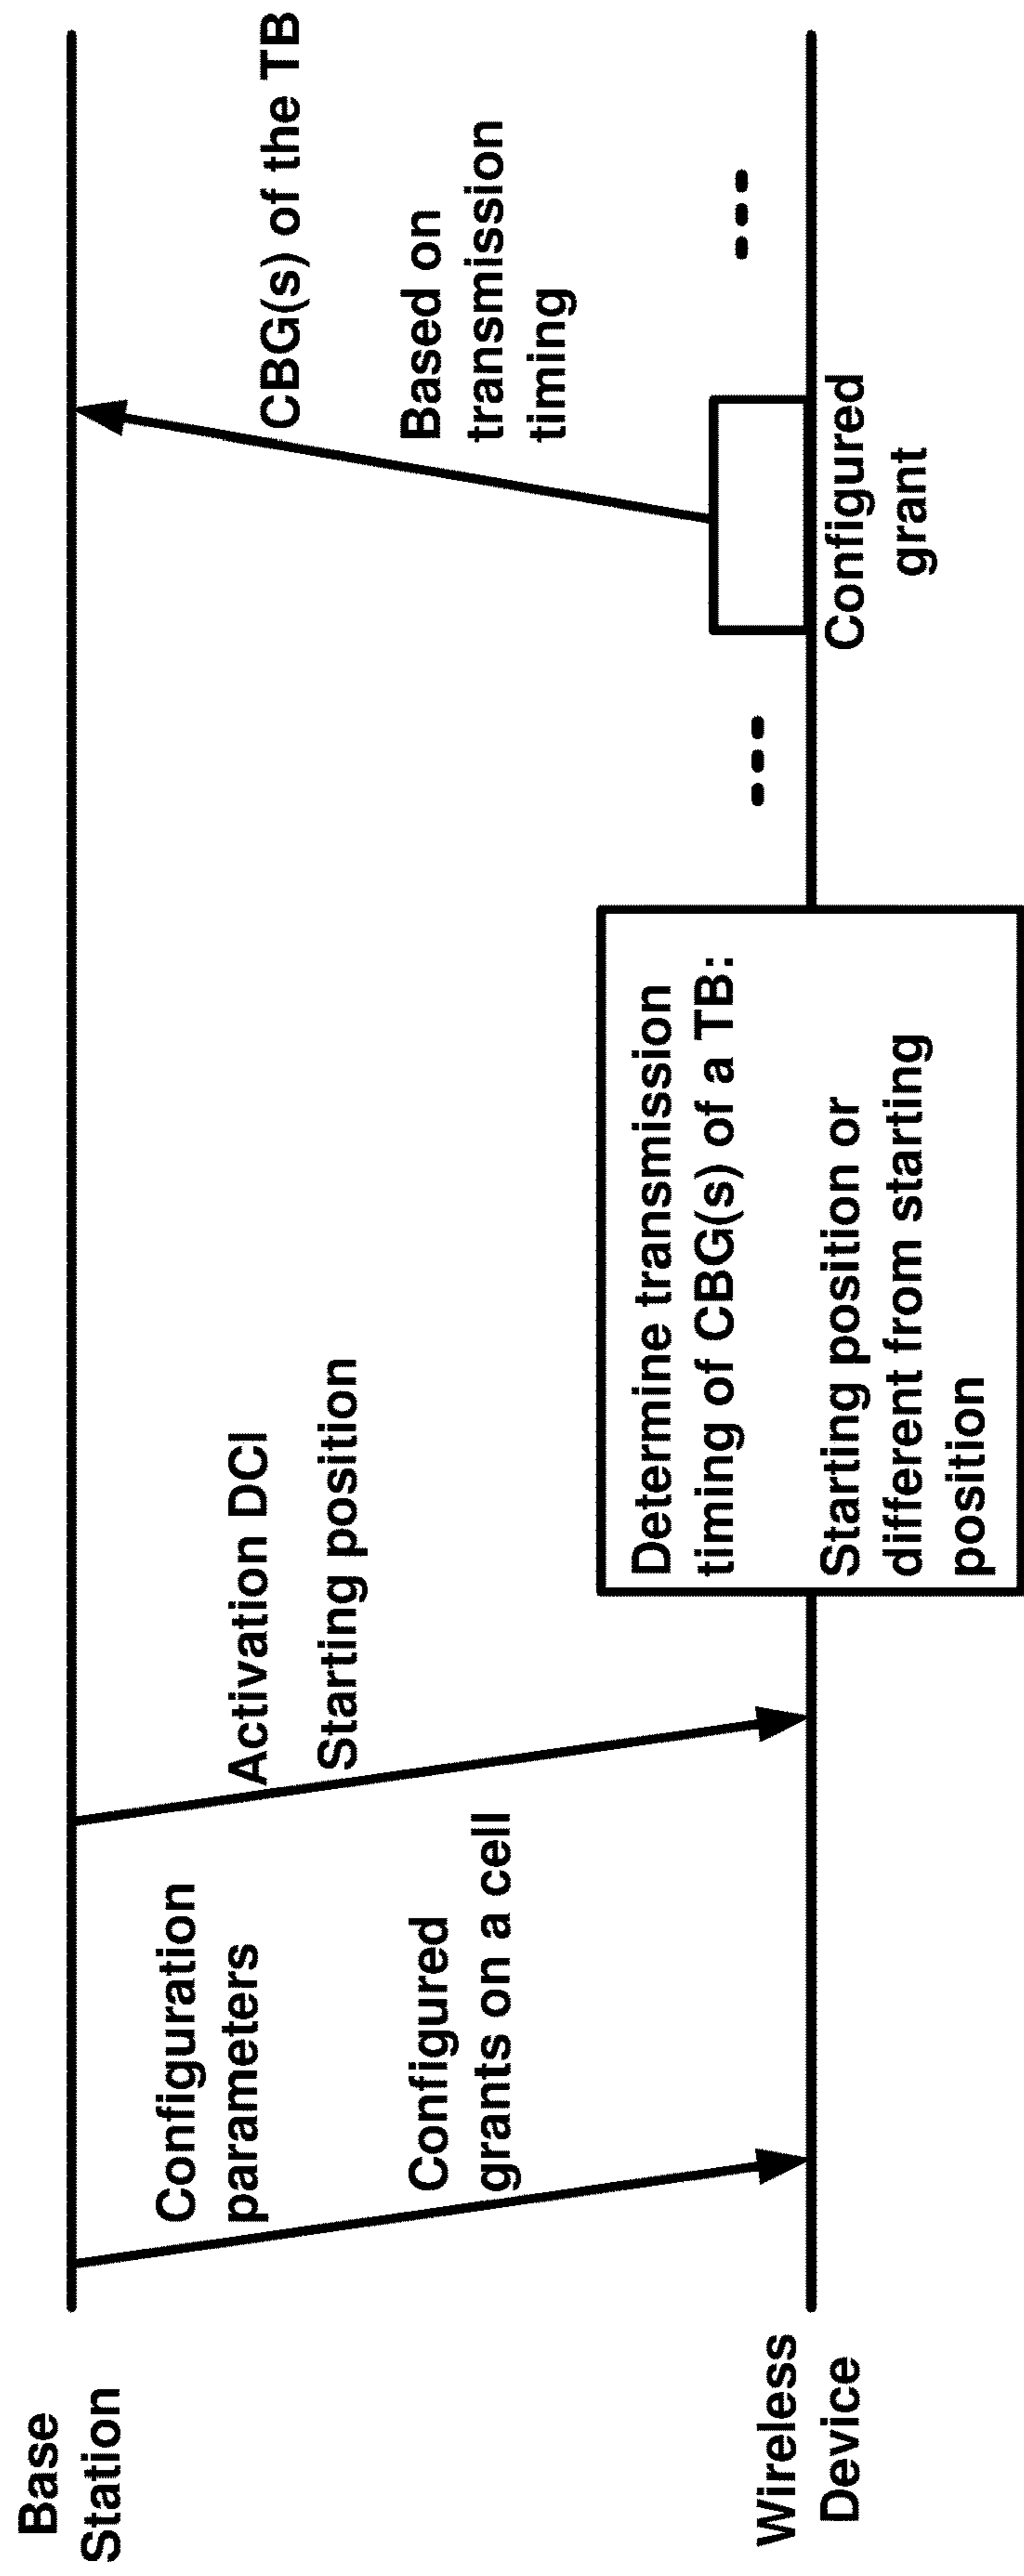 Base
Station
Configuration
parameters
Configured
grants on a cell
Activation DCI
Starting position
CBG(s) of the TB
Based on
transmission
timing
Determine transmission
timing of CBG(s) of a TB:
Starting position or
different from starting
position
Configured
grant
Wireless
Device